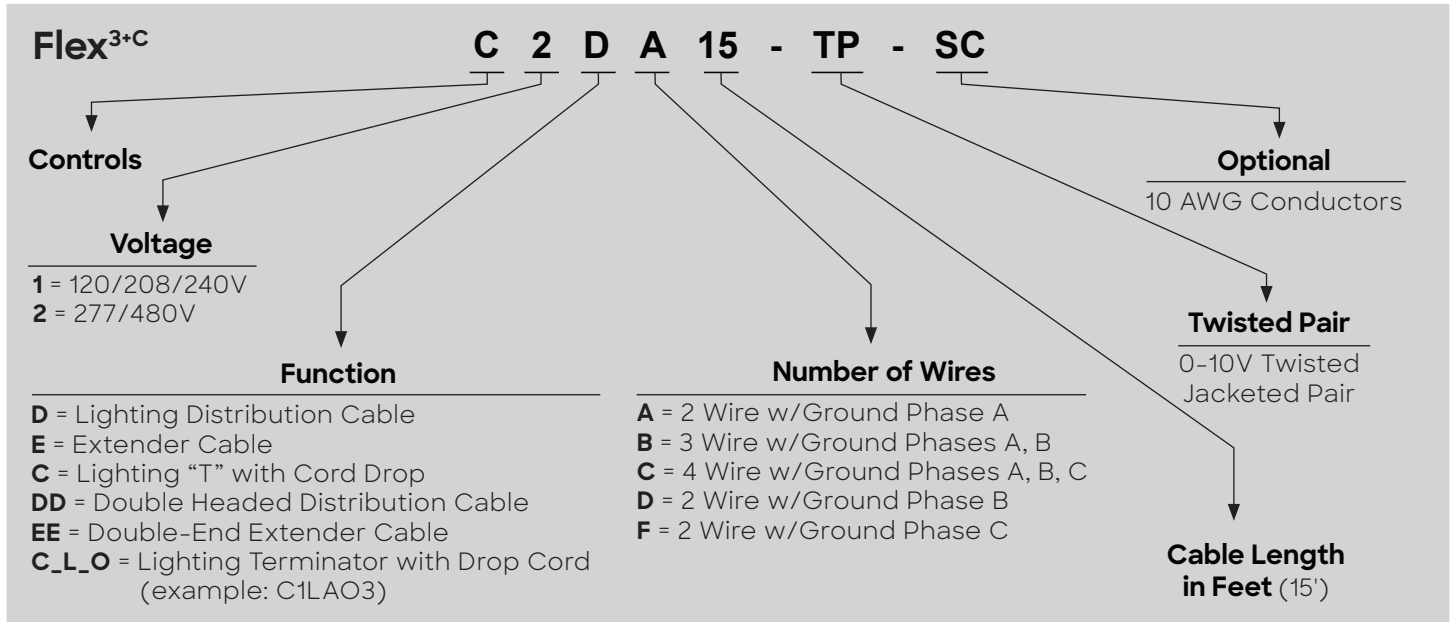 Flex3+C
C 2 D A 15 - TP - SC
Controls
Voltage
1 = 120/208/240V
2 = 277/480V
Function
D = Lighting Distribution Cable
E = Extender Cable
C = Lighting “T” with Cord Drop
DD = Double Headed Distribution Cable
EE = Double-End Extender Cable
C_L_O = Lighting Terminator with Drop Cord
(example: C1LAO3)
Number of Wires
A = 2 Wire w/Ground Phase A
B = 3 Wire w/Ground Phases A, B
C = 4 Wire w/Ground Phases A, B, C
D = 2 Wire w/Ground Phase B
F = 2 Wire w/Ground Phase C
Cable Length
in Feet (15')
Twisted Pair
0-10V Twisted
Jacketed Pair
Optional
10 AWG Conductors